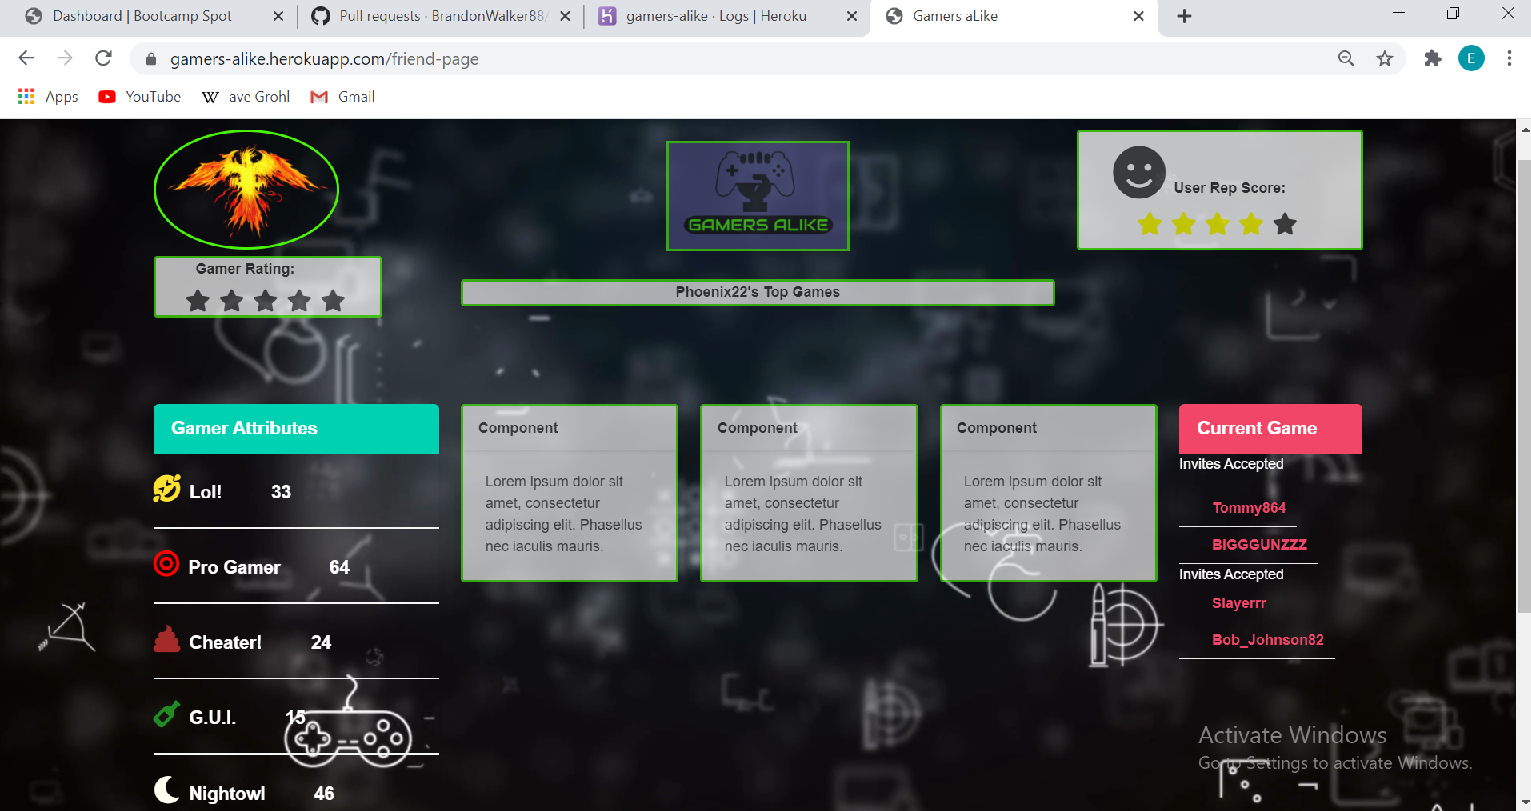 Dashboard | Bootcamp Spot
Pull requests · BrandonWalker88/
gamers-alike · Logs | Heroku
Gamers aLike
gamers-alike.herokuapp.com/friend-page
E
Apps
YouTube
W
ave Grohl
Gmail
GAMERS ALIKE
User Rep Score:
Gamer Rating:
Phoenix22's Top Games
Gamer Attributes
Lol! 33
Pro Gamer 64
Cheater! 24
G.U.I. 15
Nightowl 46
Component
Lorem ipsum dolor sit
amet, consectetur
adipiscing elit. Phasellus
nec iaculis mauris.
Component
Lorem ipsum dolor sit
amet, consectetur
adipiscing elit. Phasellus
nec iaculis mauris.
Component
Lorem ipsum dolor sit
amet, consectetur
adipiscing elit. Phasellus
nec iaculis mauris.
Current Game
Invites Accepted
Tommy864
BIGGGUNZZZ
Invites Accepted
Slayerrr
Bob_Johnson82
Activate Windows
Go to Settings to activate Windows.